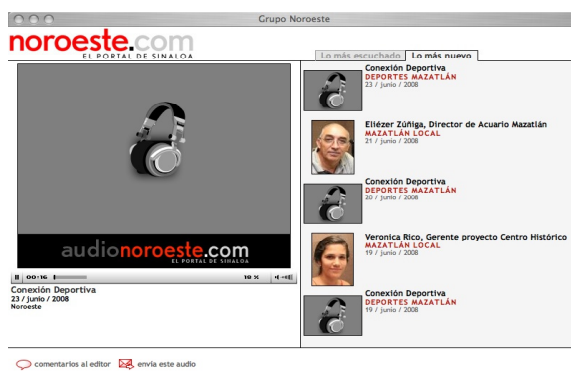 Grupo Noroeste
noroeste.com
EL PORTAL DE SINALOA
Lo más escuchado
Lo más nuevo
audionoroeste.com
EL PORTAL DE SINALOA
00:16
10 %
Conexión Deportiva
23 / junio / 2008
Noroeste
Conexión Deportiva
DEPORTES MAZATLÁN
23 / junio / 2008
Eliézer Zúñiga, Director de Acuario Mazatlán
MAZATLÁN LOCAL
21 / junio / 2008
Conexión Deportiva
DEPORTES MAZATLÁN
20 / junio / 2008
Veronica Rico, Gerente proyecto Centro Histórico
MAZATLÁN LOCAL
19 / junio / 2008
Conexión Deportiva
DEPORTES MAZATLÁN
19 / junio / 2008
comentarios al editor
envía este audio